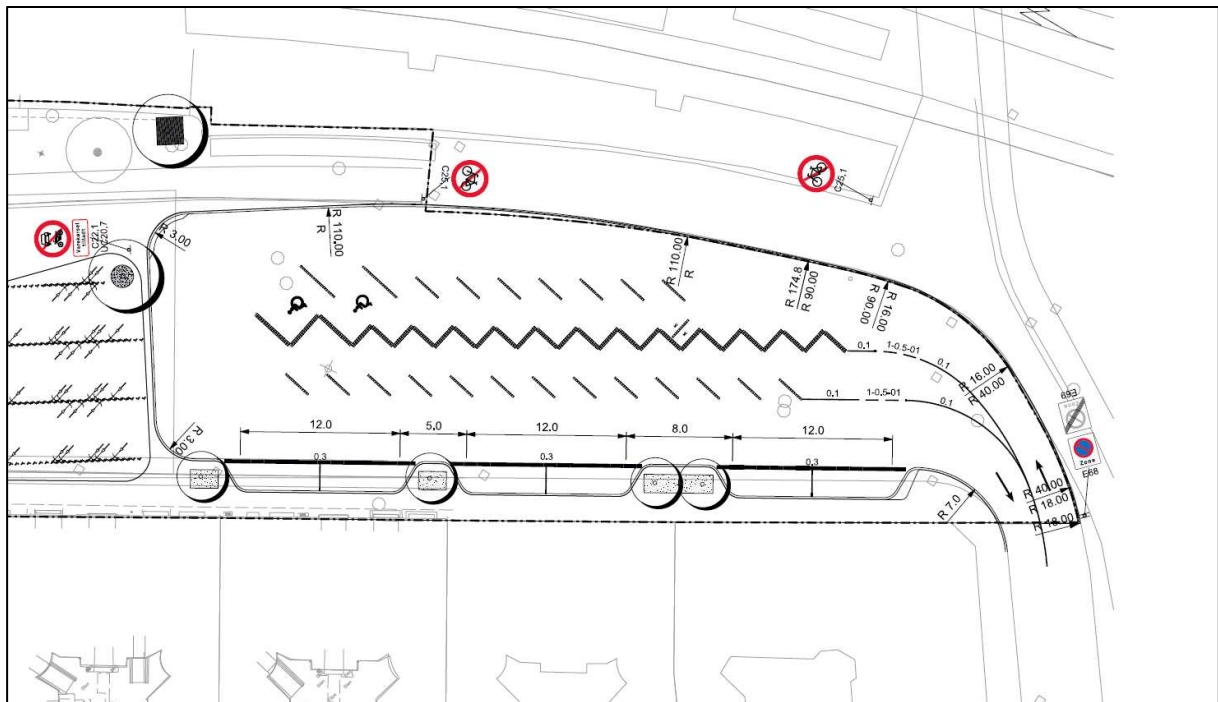 C25,1
C25,1
Vennearrot
tillatt
C22,1
UC20,7
R 3.00
R 110.00
R
R 110.00
R
R 174.8
R 90.00
R 16.00
R 90.00
0.1
1-0.5-01
0.1
R 16.00
R 40.00
E69
Zone
E68
0.1
1-0.5-01
0.1
R 3.00
12.0
5.0
12.0
8.0
12.0
0.3
0.3
0.3
R 7.0
R 40.00
R 18.00
R 18.00